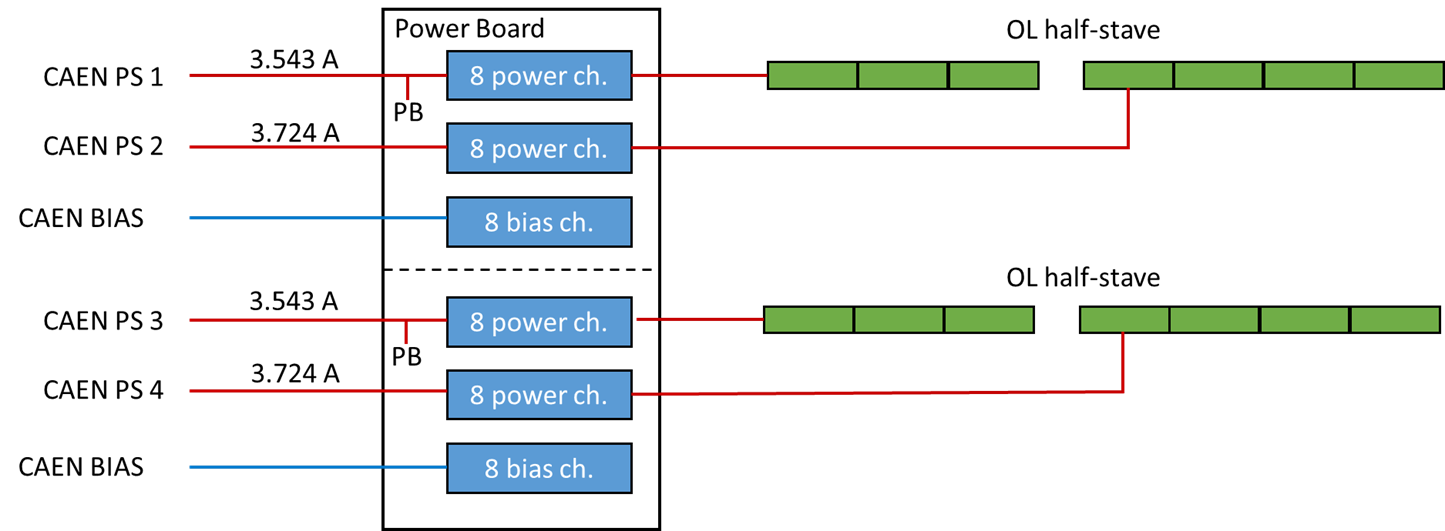 Power Board
OL half-stave
3.543 A
CAEN PS 1
8 power ch.
PB
3.724 A
CAEN PS 2
8 power ch.
CAEN BIAS
8 bias ch.
OL half-stave
3.543 A
CAEN PS 3
8 power ch.
PB
3.724 A
CAEN PS 4
8 power ch.
CAEN BIAS
8 bias ch.